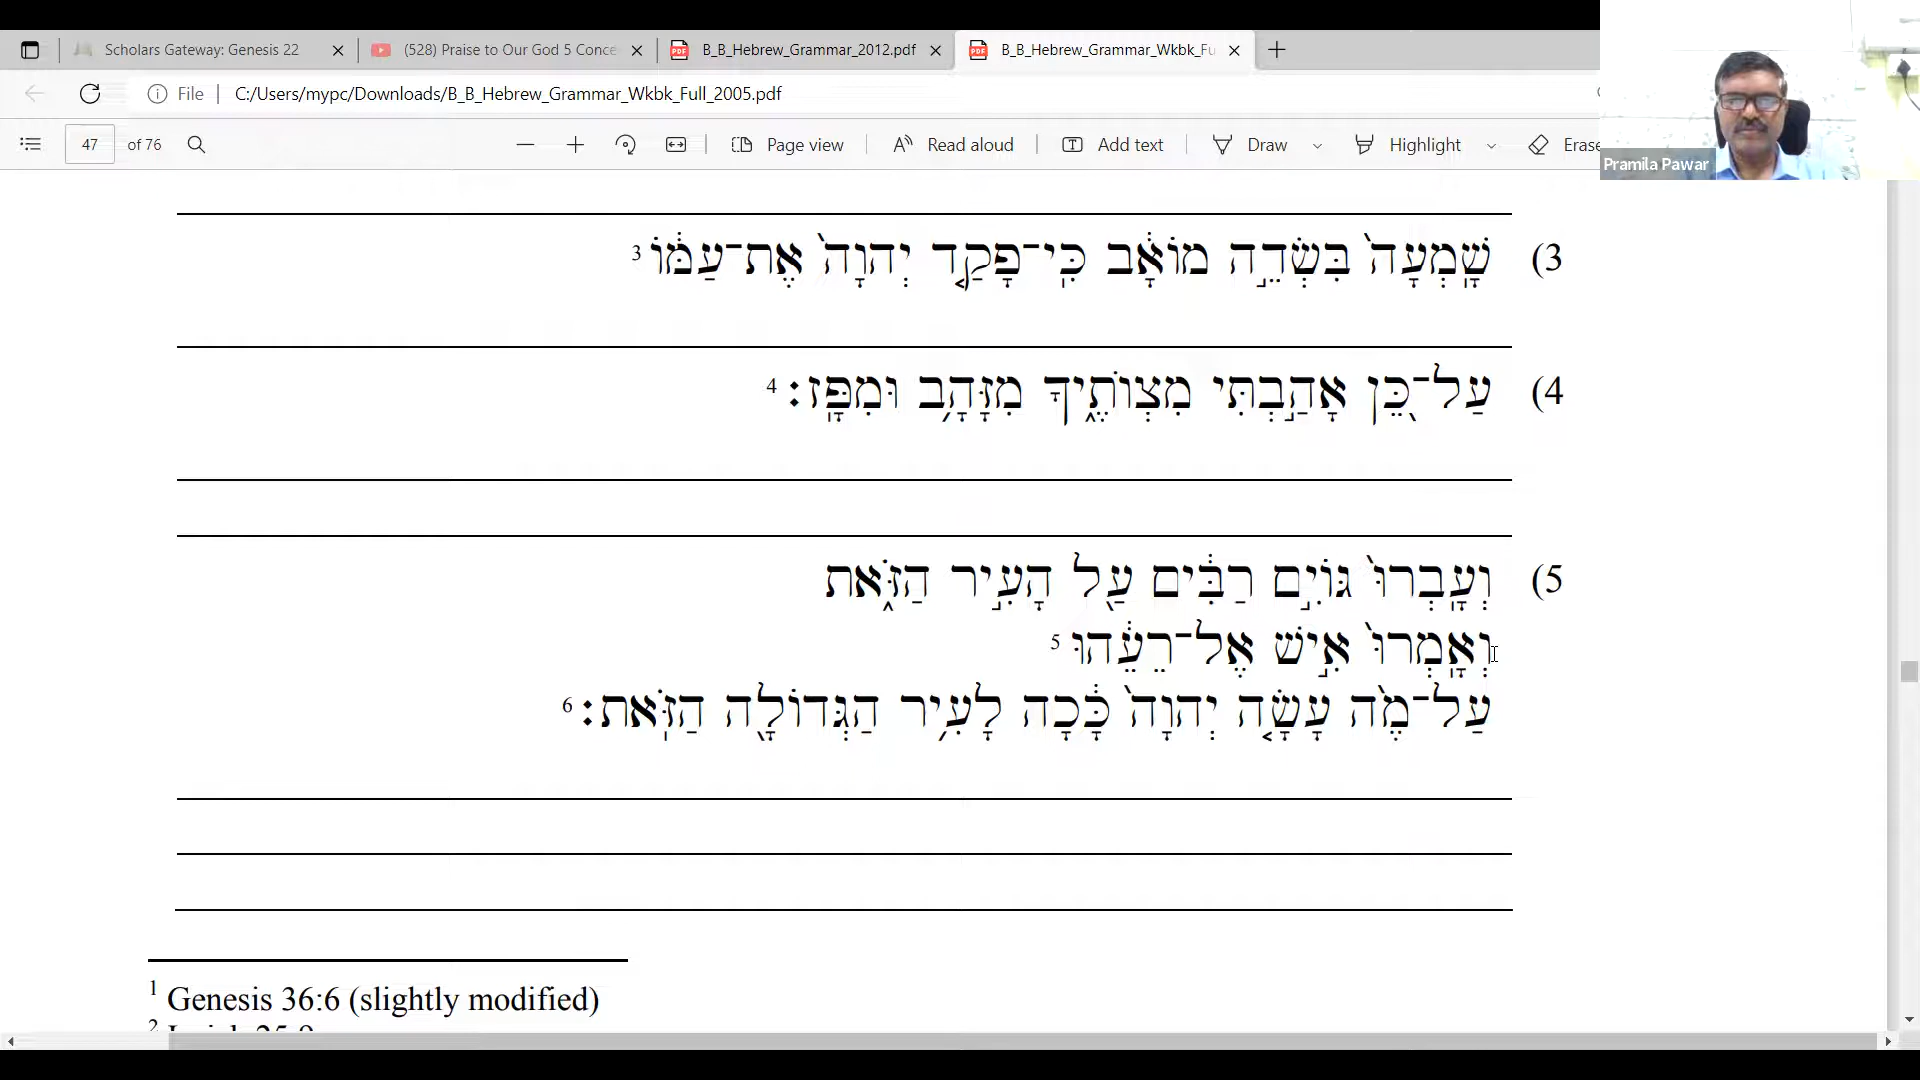 Scholars Gateway: Genesis 22
(528) Praise to Our God 5 Conce
B_B_Hebrew_Grammar_2012.pdf
B_B_Hebrew_Grammar_Wkbk_Fu
File
C:/Users/mypc/Downloads/B_B_Hebrew_Grammar_Wkbk_Full_2005.pdf
47 of 76
Page view
Read aloud
Add text
Draw
Highlight
Erase
Pramila Pawar
3) שָֽׁמְעָה֙ בִּשְׂדֵ֣ה מוֹאָ֔ב כִּֽי־פָקַ֤ד יְהוָה֙ אֶת־עַמּ֔וֹ 3
4) עַל־כֵּ֭ן אָהַ֣בְתִּי מִצְוֹתֶ֑יךָ מִזָּהָ֥ב וּמִפָּֽז׃ 4
5) וְעָֽבְרוּ֙ גּוֹיִ֣ם רַבִּ֔ים עַ֖ל הָעִ֣יר הַזֹּ֑את
וְאָֽמְרוּ֙ אִ֣ישׁ אֶל־רֵעֵ֔הוּ 5
עַל־מֶ֨ה עָשָׂ֤ה יְהוָה֙ כָּ֔כָה לָעִ֥יר הַגְּדוֹלָ֖ה הַזֹּֽאת׃ 6
1 Genesis 36:6 (slightly modified)
2